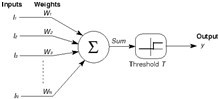 Inputs Weights
I₁ W₁
I₂ W₂
I₃ W₃
Σ
Sum
Threshold T
Output
y
Iₙ Wₙ